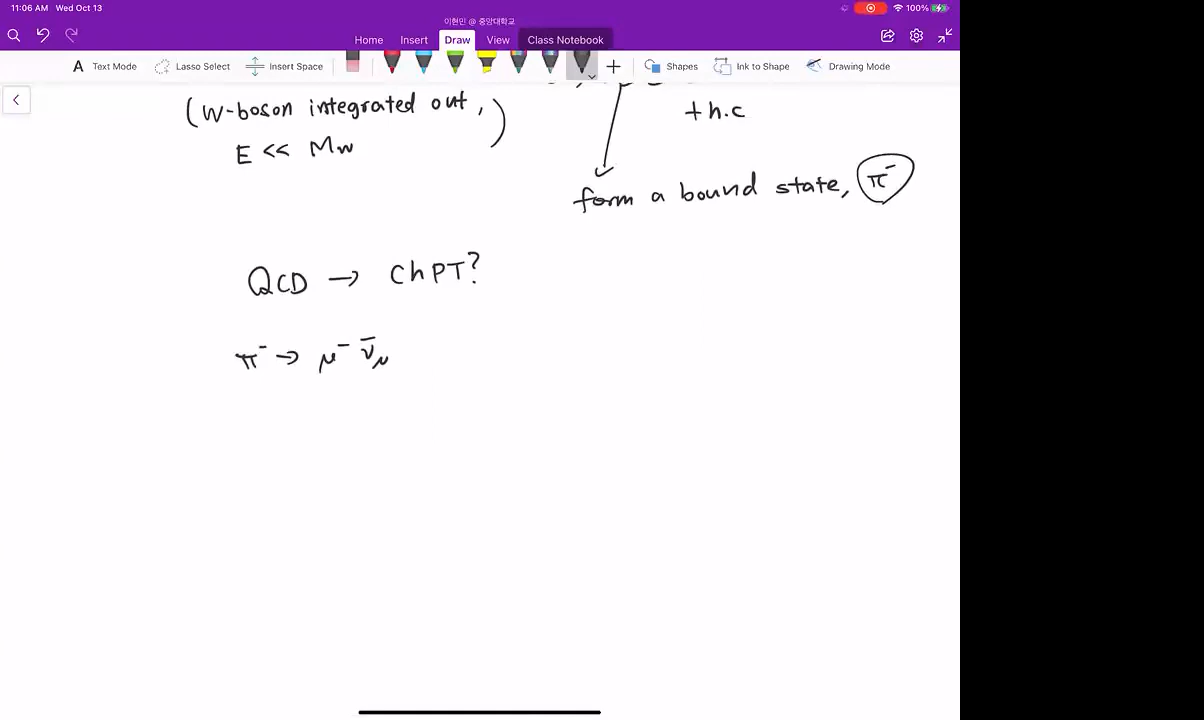 11:06 AM Wed Oct 13
100%
이현민 @ 중앙대학교
Home Insert Draw View Class Notebook
A Text Mode Lasso Select Insert Space Shapes Ink to Shape Drawing Mode
(W-boson integrated out,
E << Mw )
+h.c
form a bound state, π⁻
QCD → ChPT?
π⁻ → μ⁻ ν̄μ